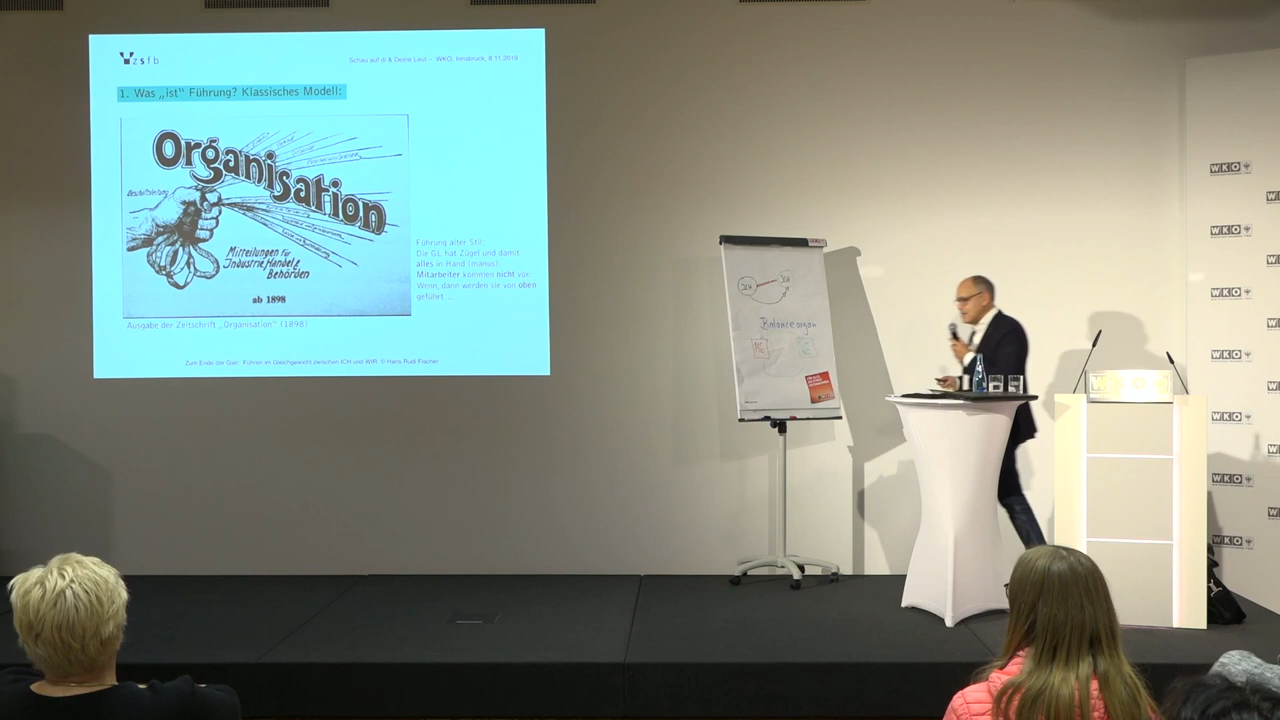 zsfb
Schau auf di & Deine Leut – WKO, Innsbruck, 8.11.2019
1. Was „ist“ Führung? Klassisches Modell:
Organisation
Geschäftsleitung
Mitteilungen für
Industrie, Handel &
Behörden
ab 1898
Führung alter Stil:
Die GL hat Zügel und damit
alles in Hand (manus).
Mitarbeiter kommen nicht vor.
Wenn, dann werden sie von oben
geführt ...
Ausgabe der Zeitschrift „Organisation“ (1898)
Zum Ende der Gier: Führen im Gleichgewicht zwischen ICH und WIR © Hans Rudi Fischer
ICH
ICH
Balanceorgan
WKO
WKO
WKO
WKO
WKO
WKO
WKO
WKO